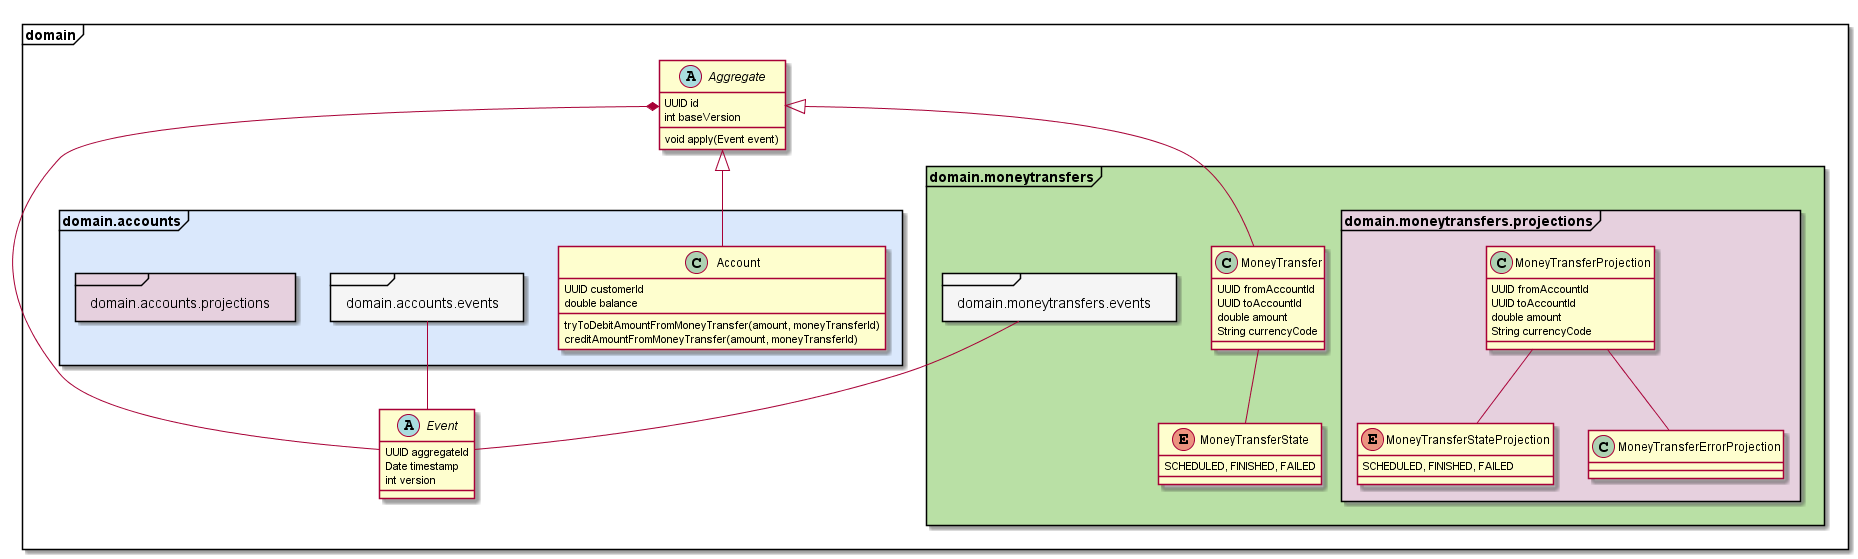 domain
A Aggregate
UUID id
int baseVersion
void apply(Event event)
domain.accounts
domain.accounts.projections
domain.accounts.events
C Account
UUID customerId
double balance
tryToDebitAmountFromMoneyTransfer(amount, moneyTransferId)
creditAmountFromMoneyTransfer(amount, moneyTransferId)
A Event
UUID aggregateId
Date timestamp
int version
domain.moneytransfers
domain.moneytransfers.events
C MoneyTransfer
UUID fromAccountId
UUID toAccountId
double amount
String currencyCode
E MoneyTransferState
SCHEDULED, FINISHED, FAILED
domain.moneytransfers.projections
C MoneyTransferProjection
UUID fromAccountId
UUID toAccountId
double amount
String currencyCode
E MoneyTransferStateProjection
SCHEDULED, FINISHED, FAILED
C MoneyTransferErrorProjection